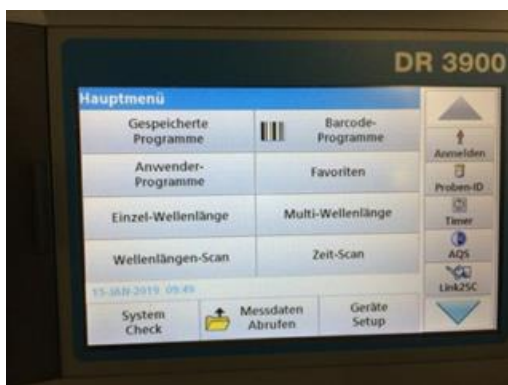 DR 3900
Hauptmenü
Gespeicherte
Programme
Barcode-
Programme
Anwender-
Programme
Favoriten
Einzel-Wellenlänge
Multi-Wellenlänge
Wellenlängen-Scan
Zeit-Scan
15-JAN-2019 09:49
System
Check
Messdaten
Abrufen
Geräte
Setup
Anmelden
Proben-ID
Timer
AQS
Link2SC